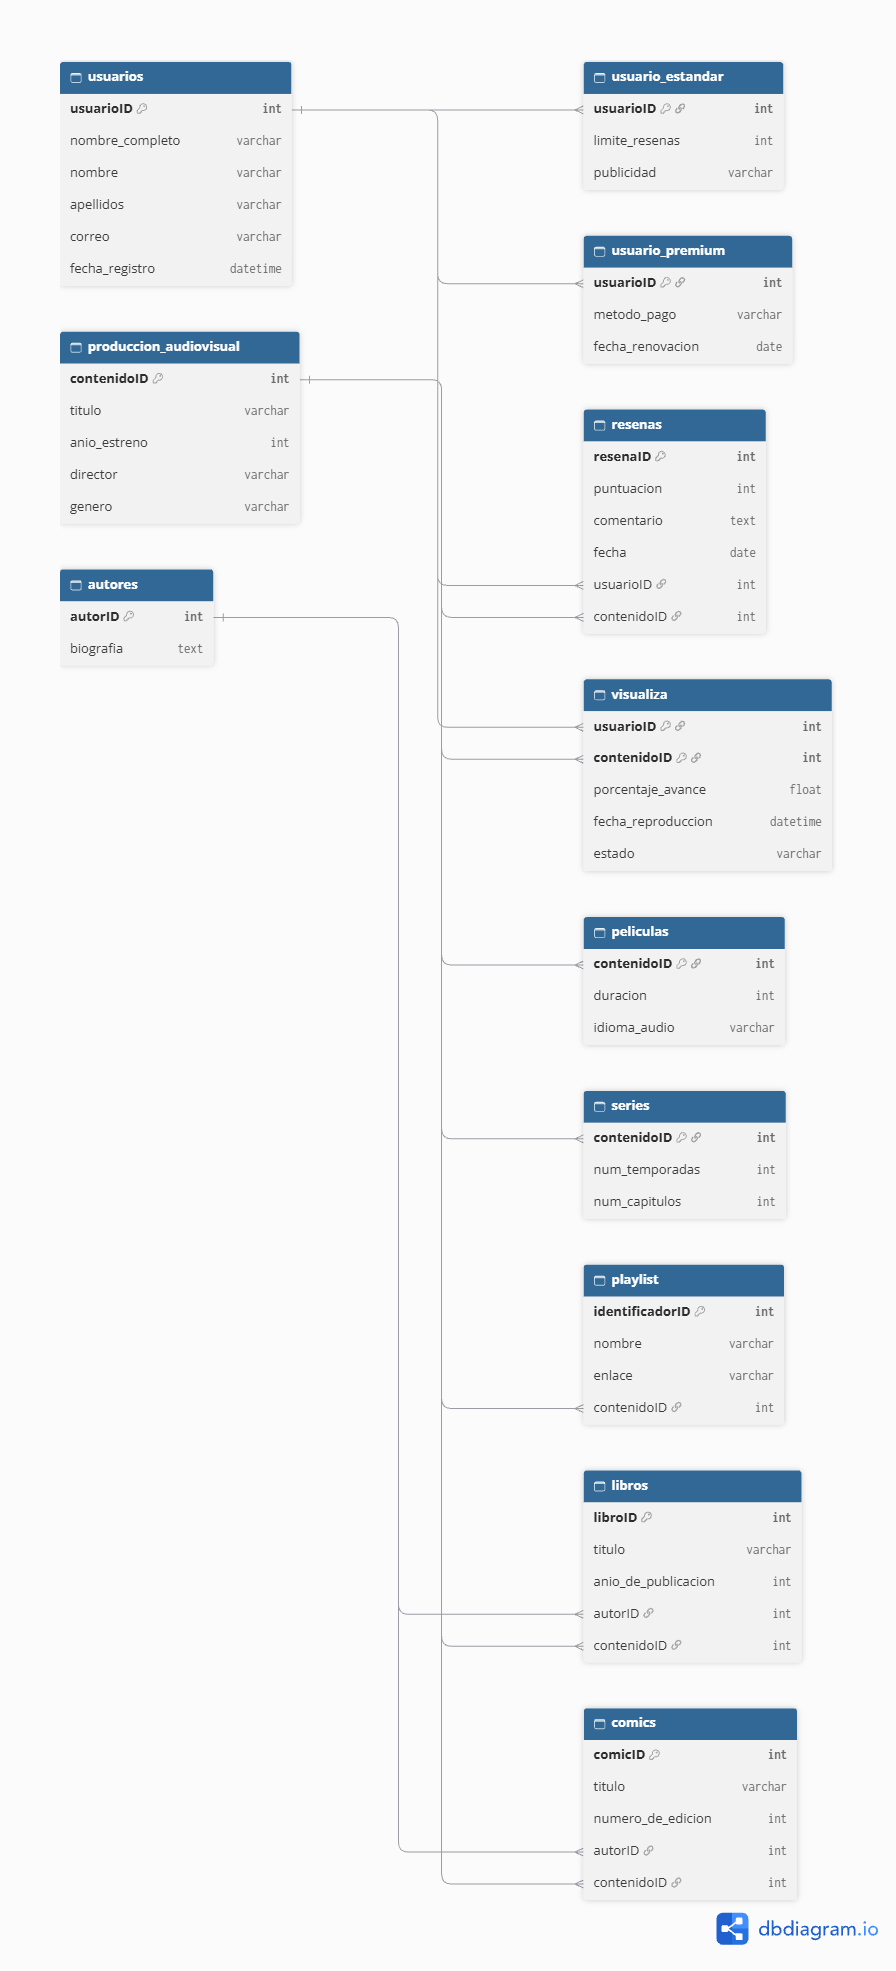 usuarios
usuarioID int
nombre_completo varchar
nombre varchar
apellidos varchar
correo varchar
fecha_registro datetime
produccion_audiovisual
contenidoID int
titulo varchar
anio_estreno int
director varchar
genero varchar
autores
autorID int
biografia text
usuario_estandar
usuarioID int
limite_resenas int
publicidad varchar
usuario_premium
usuarioID int
metodo_pago varchar
fecha_renovacion date
resenas
resenaID int
puntuacion int
comentario text
fecha date
usuarioID int
contenidoID int
visualiza
usuarioID int
contenidoID int
porcentaje_avance float
fecha_reproduccion datetime
estado varchar
peliculas
contenidoID int
duracion int
idioma_audio varchar
series
contenidoID int
num_temporadas int
num_capitulos int
playlist
identificadorID int
nombre varchar
enlace varchar
contenidoID int
libros
libroID int
titulo varchar
anio_de_publicacion int
autorID int
contenidoID int
comics
comicID int
titulo varchar
numero_de_edicion int
autorID int
contenidoID int
dbdiagram.io